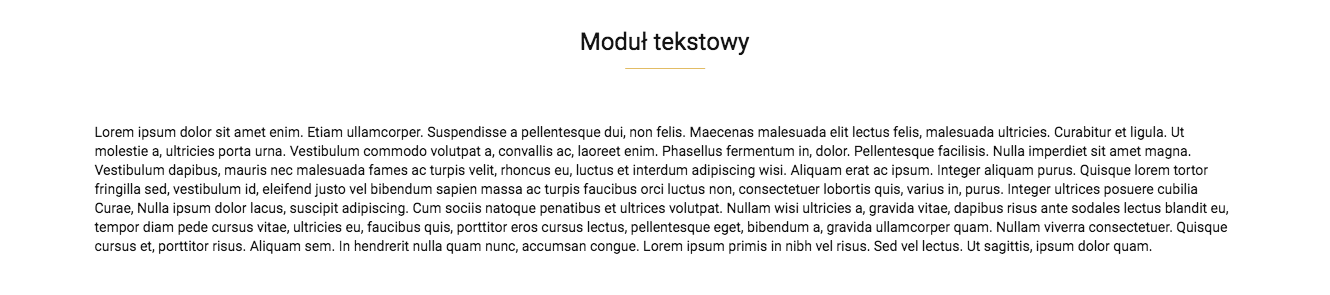 Moduł tekstowy
Lorem ipsum dolor sit amet enim. Etiam ullamcorper. Suspendisse a pellentesque dui, non felis. Maecenas malesuada elit lectus felis, malesuada ultricies. Curabitur et ligula. Ut
molestie a, ultricies porta urna. Vestibulum commodo volutpat a, convallis ac, laoreet enim. Phasellus fermentum in, dolor. Pellentesque facilisis. Nulla imperdiet sit amet magna.
Vestibulum dapibus, mauris nec malesuada fames ac turpis velit, rhoncus eu, luctus et interdum adipiscing wisi. Aliquam erat ac ipsum. Integer aliquam purus. Quisque lorem tortor
fringilla sed, vestibulum id, eleifend justo vel bibendum sapien massa ac turpis faucibus orci luctus non, consectetuer lobortis quis, varius in, purus. Integer ultrices posuere cubilia
Curae, Nulla ipsum dolor lacus, suscipit adipiscing. Cum sociis natoque penatibus et ultrices volutpat. Nullam wisi ultricies a, gravida vitae, dapibus risus ante sodales lectus blandit eu,
tempor diam pede cursus vitae, ultricies eu, faucibus quis, porttitor eros cursus lectus, pellentesque eget, bibendum a, gravida ullamcorper quam. Nullam viverra consectetuer. Quisque
cursus et, porttitor risus. Aliquam sem. In hendrerit nulla quam nunc, accumsan congue. Lorem ipsum primis in nibh vel risus. Sed vel lectus. Ut sagittis, ipsum dolor quam.